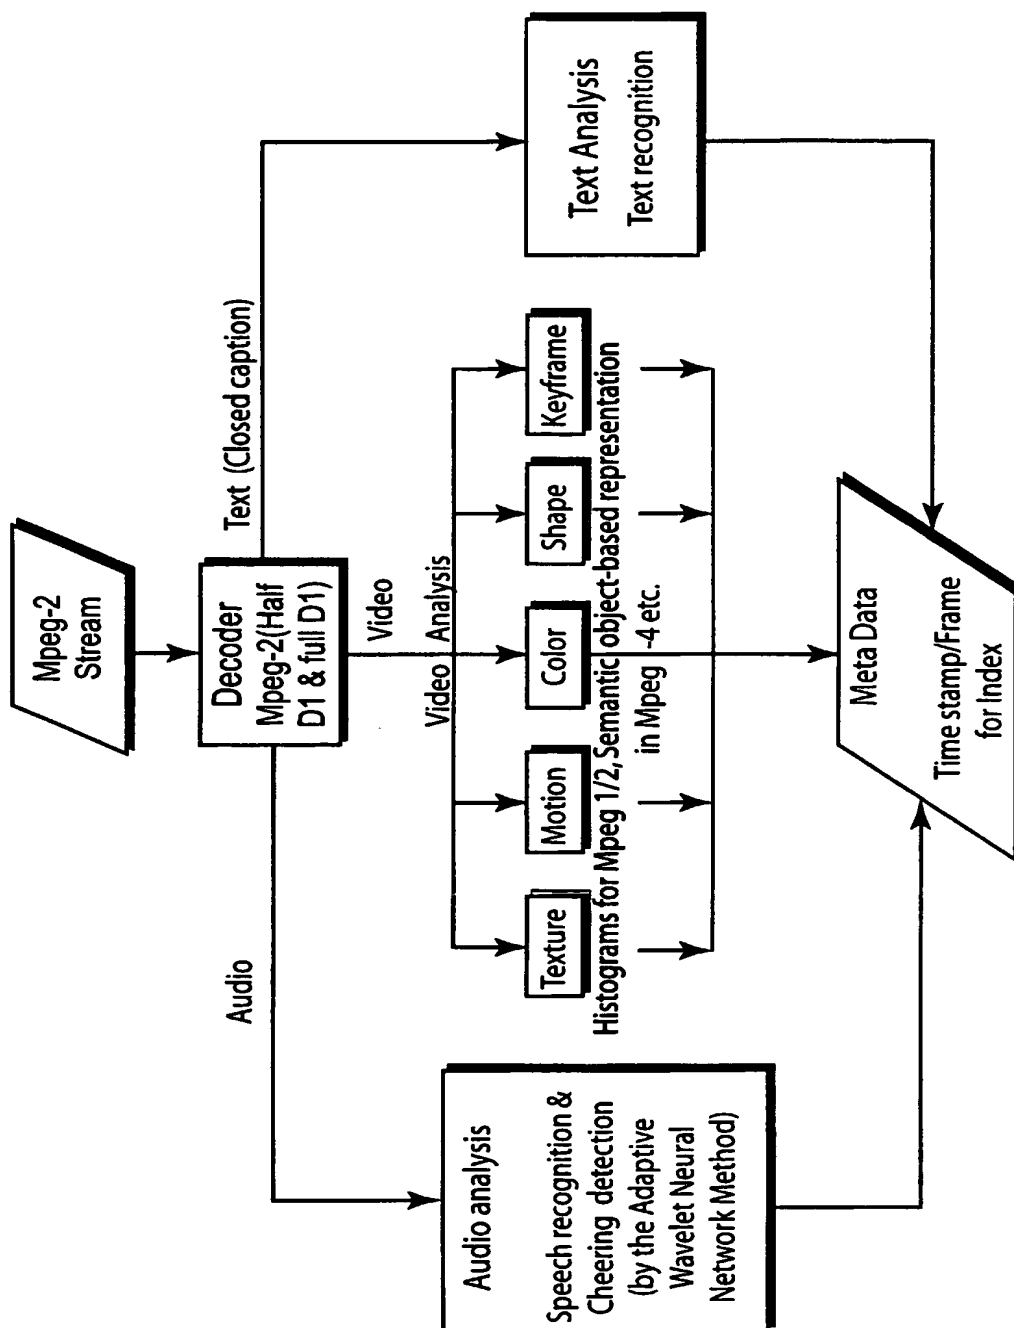 Mpeg-2
Stream
Decoder
Mpeg-2(Half
D1 & full D1)
Audio
Video
Text (Closed caption)
Video Analysis
Texture
Motion
Color
Shape
Keyframe
Histograms for Mpeg 1/2, Semantic object-based representation
in Mpeg -4 etc.
Audio analysis
Speech recognition &
Cheering detection
(by the Adaptive
Wavelet Neural
Network Method)
Text Analysis
Text recognition
Meta Data
Time stamp/Frame
for Index